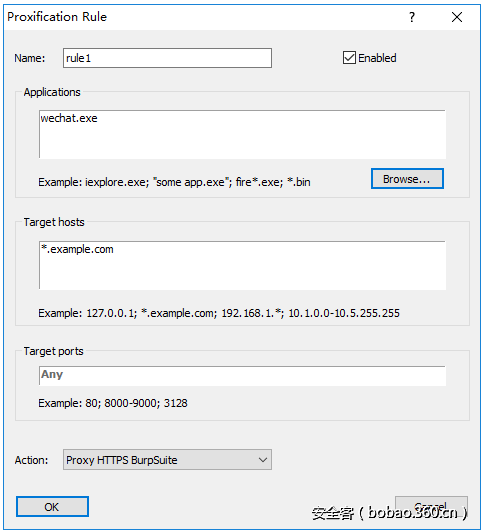 Proxification Rule
Name: rule1 Enabled
Applications
wechat.exe
Example: iexplore.exe; "some app.exe"; fire*.exe; *.bin Browse...
Target hosts
*.example.com
Example: 127.0.0.1; *.example.com; 192.168.1.*; 10.1.0.0-10.5.255.255
Target ports
Any
Example: 80; 8000-9000; 3128
Action: Proxy HTTPS BurpSuite
OK Cancel
安全客 ( bobao.360.cn )